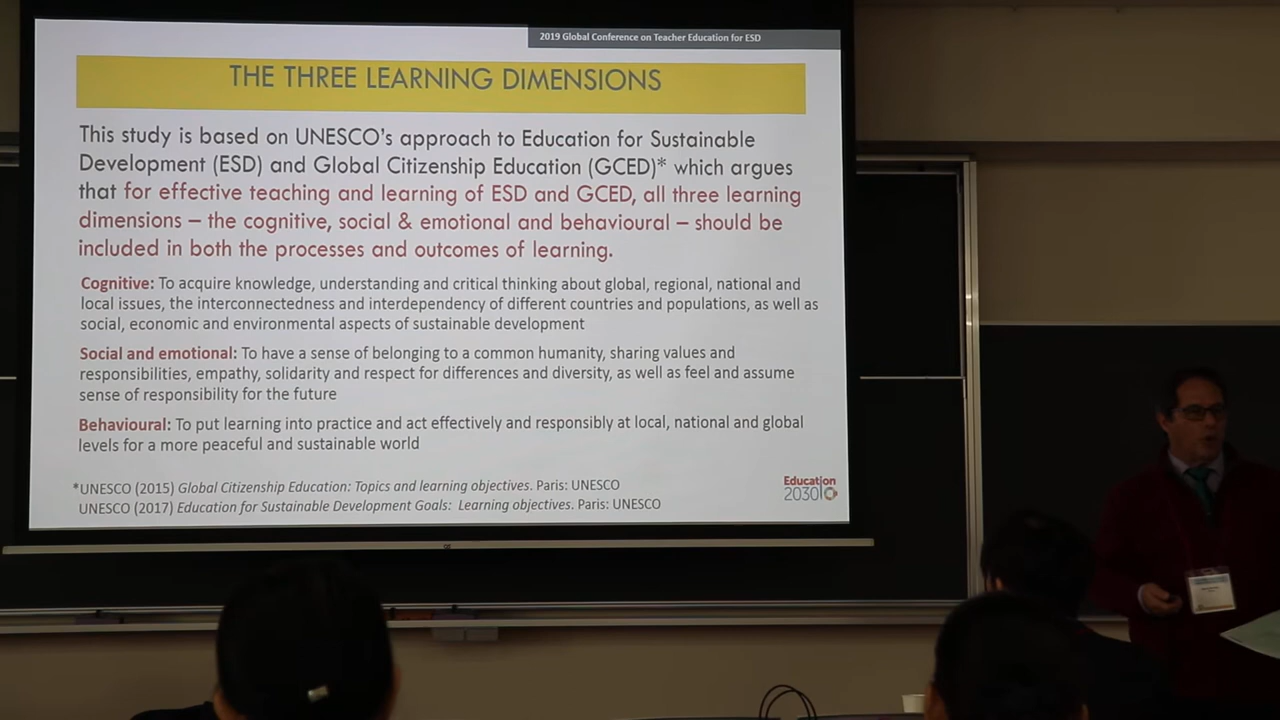 2019 Global Conference on Teacher Education for ESD
THE THREE LEARNING DIMENSIONS
This study is based on UNESCO's approach to Education for Sustainable
Development (ESD) and Global Citizenship Education (GCED)* which argues
that for effective teaching and learning of ESD and GCED, all three learning
dimensions – the cognitive, social & emotional and behavioural – should be
included in both the processes and outcomes of learning.
Cognitive: To acquire knowledge, understanding and critical thinking about global, regional, national and
local issues, the interconnectedness and interdependency of different countries and populations, as well as
social, economic and environmental aspects of sustainable development
Social and emotional: To have a sense of belonging to a common humanity, sharing values and
responsibilities, empathy, solidarity and respect for differences and diversity, as well as feel and assume
sense of responsibility for the future
Behavioural: To put learning into practice and act effectively and responsibly at local, national and global
levels for a more peaceful and sustainable world
*UNESCO (2015) Global Citizenship Education: Topics and learning objectives. Paris: UNESCO
UNESCO (2017) Education for Sustainable Development Goals: Learning objectives. Paris: UNESCO
Education
2030